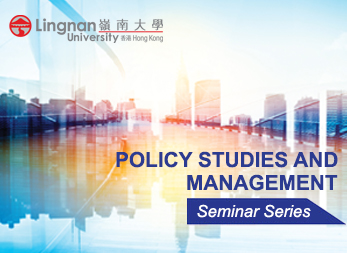 Lingnan 嶺南大學
University 香港 Hong Kong
POLICY STUDIES AND
MANAGEMENT
Seminar Series